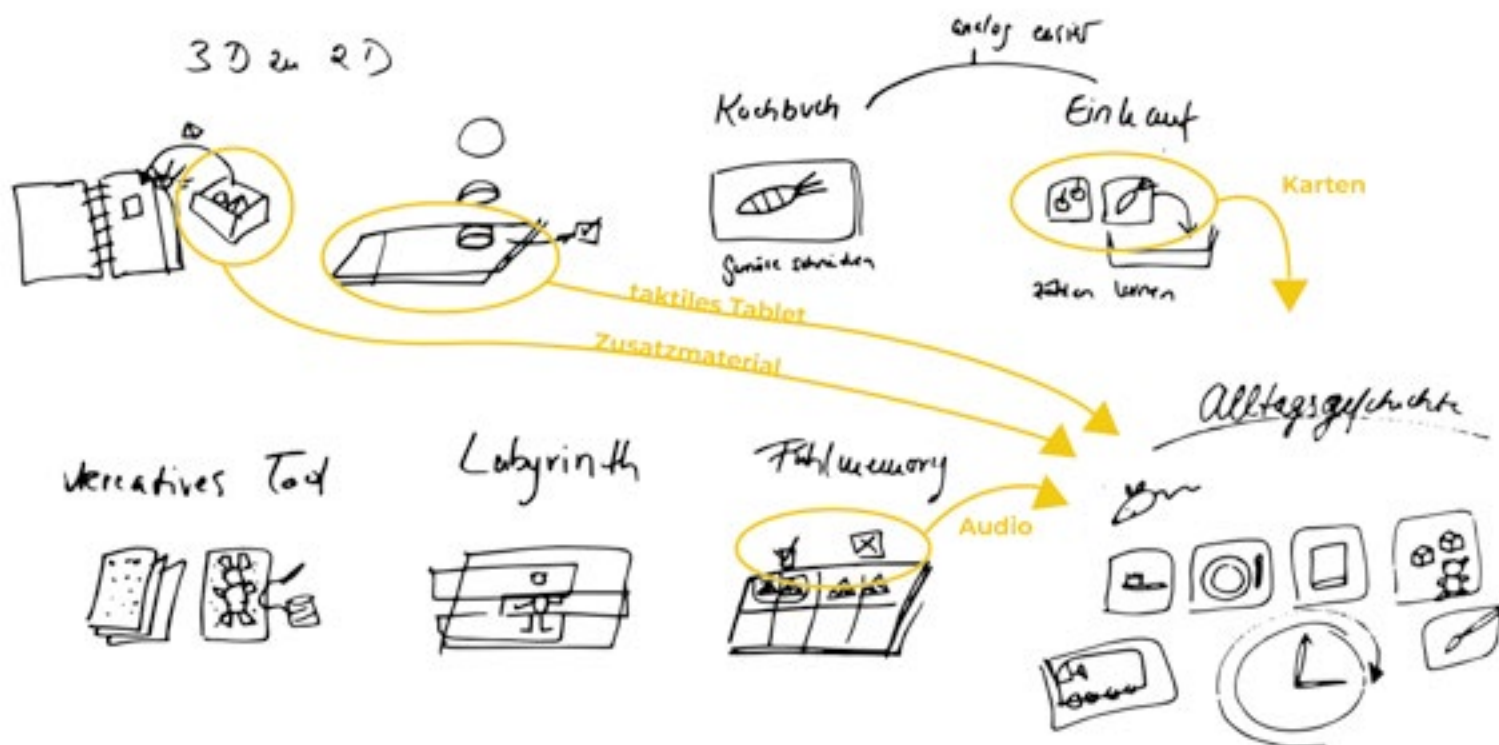 3D zu 2D
analog easier
Kochbuch
Einkauf
Karten
Gemüse schneiden
zählen lernen
taktiles Tablet
Zusatzmaterial
Alltagsgeschichte
kreatives Tool
Labyrinth
Fühlmemory
Audio